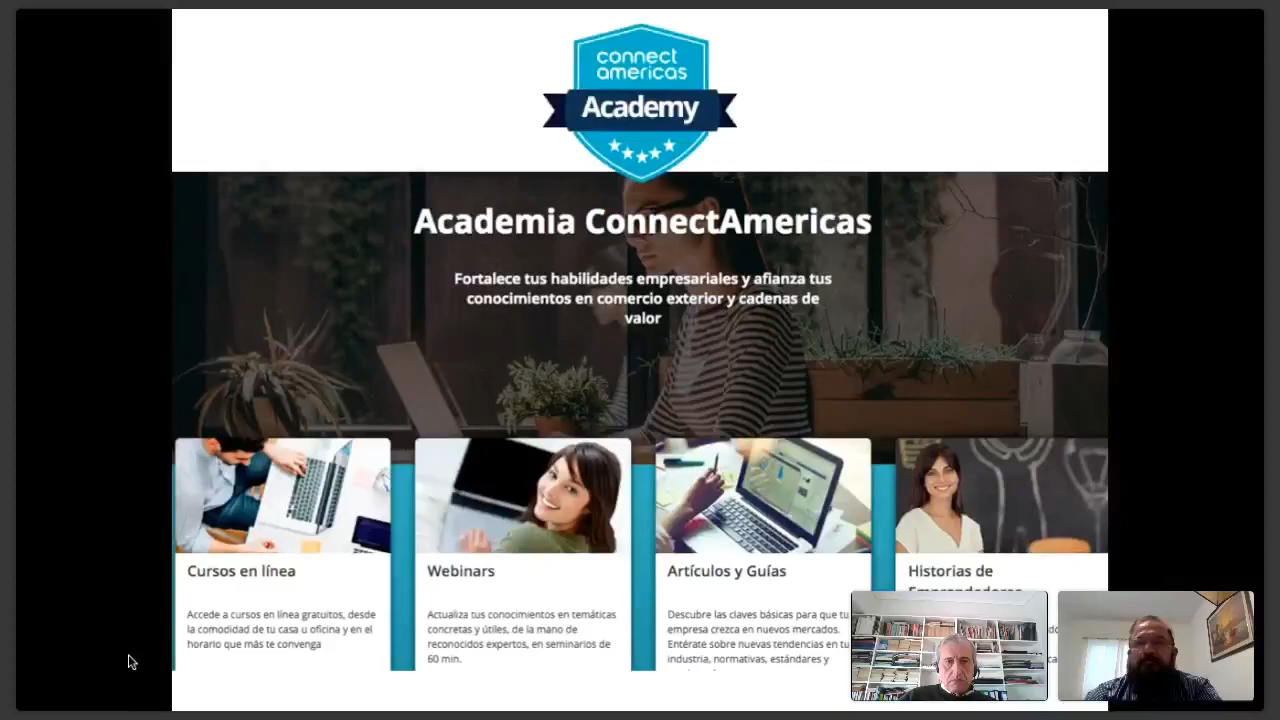 connect
americas
Academy
Academia ConnectAmericas
Fortalece tus habilidades empresariales y afianza tus
conocimientos en comercio exterior y cadenas de
valor
Cursos en línea
Accede a cursos en línea gratuitos, desde
la comodidad de tu casa u oficina y en el
horario que más te convenga
Webinars
Actualiza tus conocimientos en temáticas
concretas y útiles, de la mano de
reconocidos expertos, en seminarios de
60 min.
Artículos y Guías
Descubre las claves básicas para que tu
empresa crezca en nuevos mercados.
Entérate sobre nuevas tendencias en tu
industria, normativas, estándares y
Historias de
Emprendedores